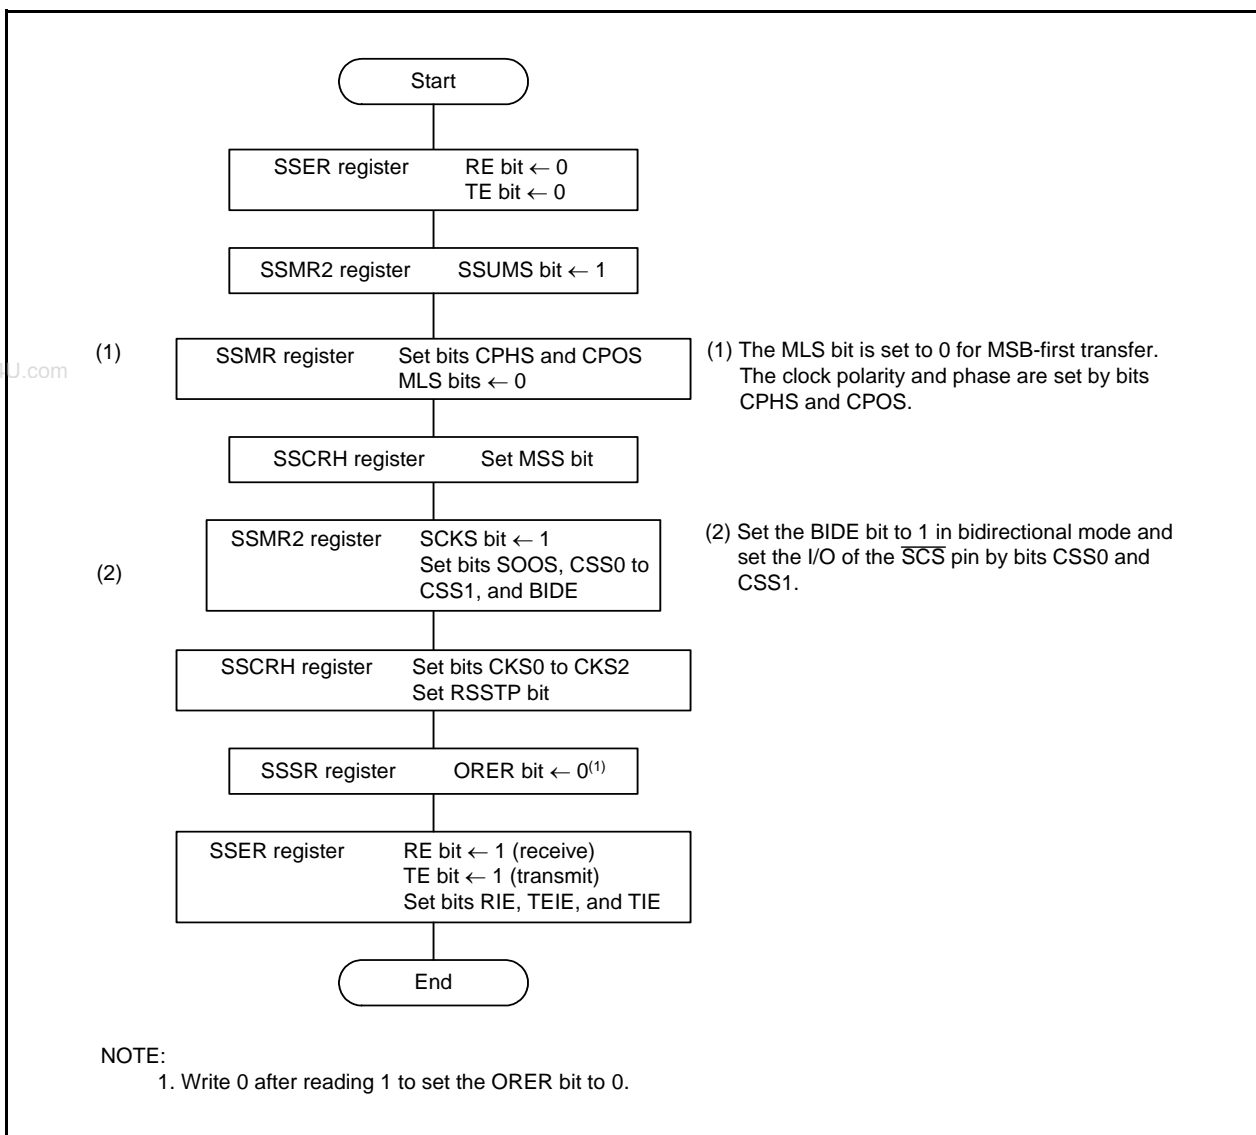 Start
SSER register RE bit ← 0
TE bit ← 0
SSMR2 register SSUMS bit ← 1
(1)
SSMR register Set bits CPHS and CPOS
MLS bits ← 0
(1) The MLS bit is set to 0 for MSB-first transfer.
The clock polarity and phase are set by bits
CPHS and CPOS.
U.com
SSCRH register Set MSS bit
(2)
SSMR2 register SCKS bit ← 1
Set bits SOOS, CSS0 to
CSS1, and BIDE
(2) Set the BIDE bit to 1 in bidirectional mode and
set the I/O of the S̅C̅S̅ pin by bits CSS0 and
CSS1.
SSCRH register Set bits CKS0 to CKS2
Set RSSTP bit
SSSR register ORER bit ← 0(1)
SSER register RE bit ← 1 (receive)
TE bit ← 1 (transmit)
Set bits RIE, TEIE, and TIE
End
NOTE:
1. Write 0 after reading 1 to set the ORER bit to 0.